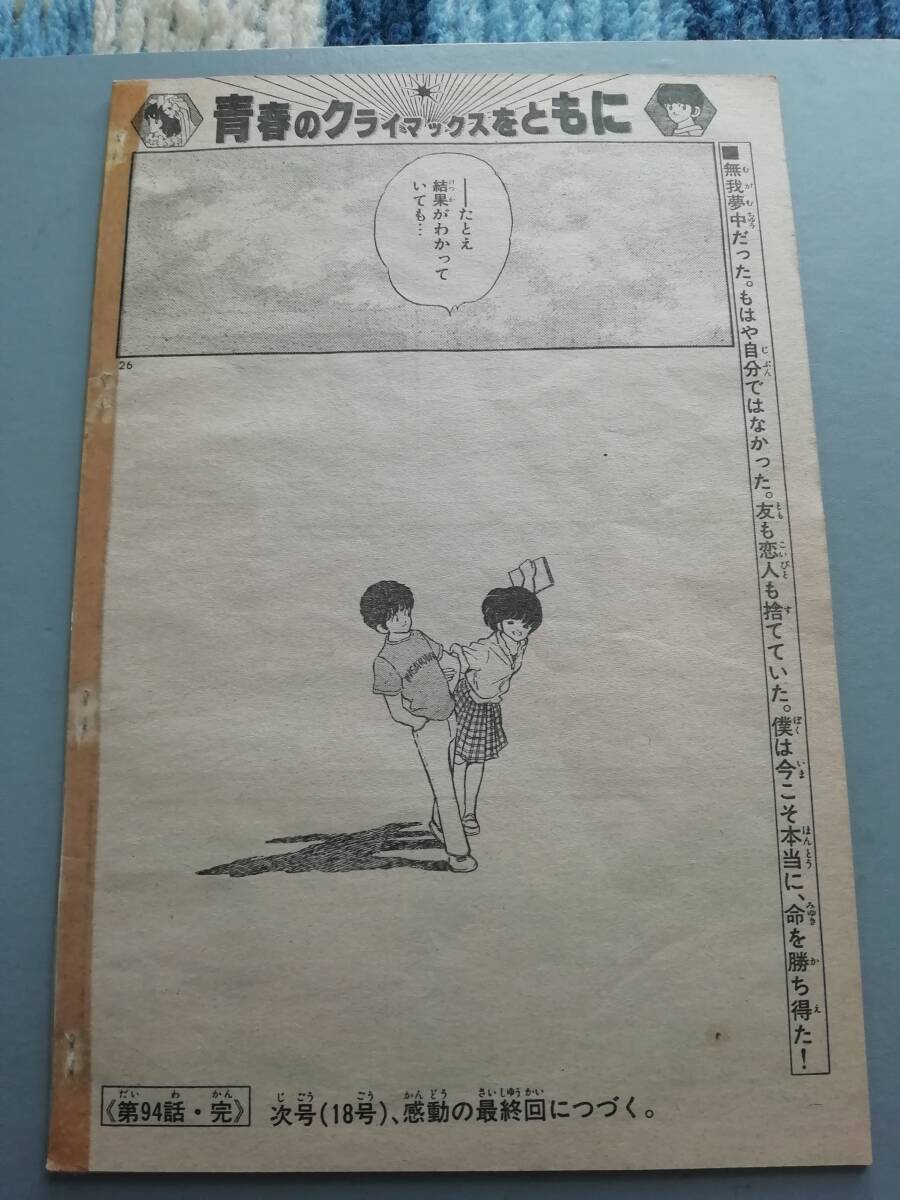 青春のクライマックスをともに
■無我夢中だった。もはや自分ではなかった。友も恋人も捨てていた。僕は今こそ本当に、命を勝ち得た！
――たとえ
結果がわかって
いても…
26
MISATUWA
《第94話・完》 次号(18号)、感動の最終回につづく。